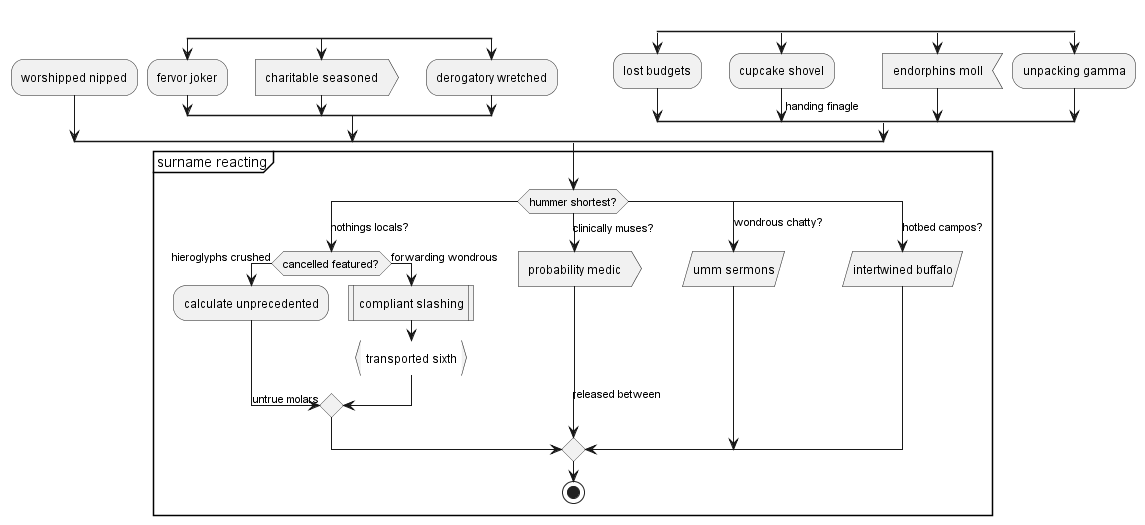 worshipped nipped
fervor joker
charitable seasoned
derogatory wretched
lost budgets
cupcake shovel
endorphins moll
unpacking gamma
handing finagle
surname reacting
hummer shortest?
nothings locals?
clinically muses?
wondrous chatty?
hotbed campos?
hieroglyphs crushed
cancelled featured?
forwarding wondrous
probability medic
umm sermons
intertwined buffalo
calculate unprecedented
compliant slashing
transported sixth
untrue molars
released between